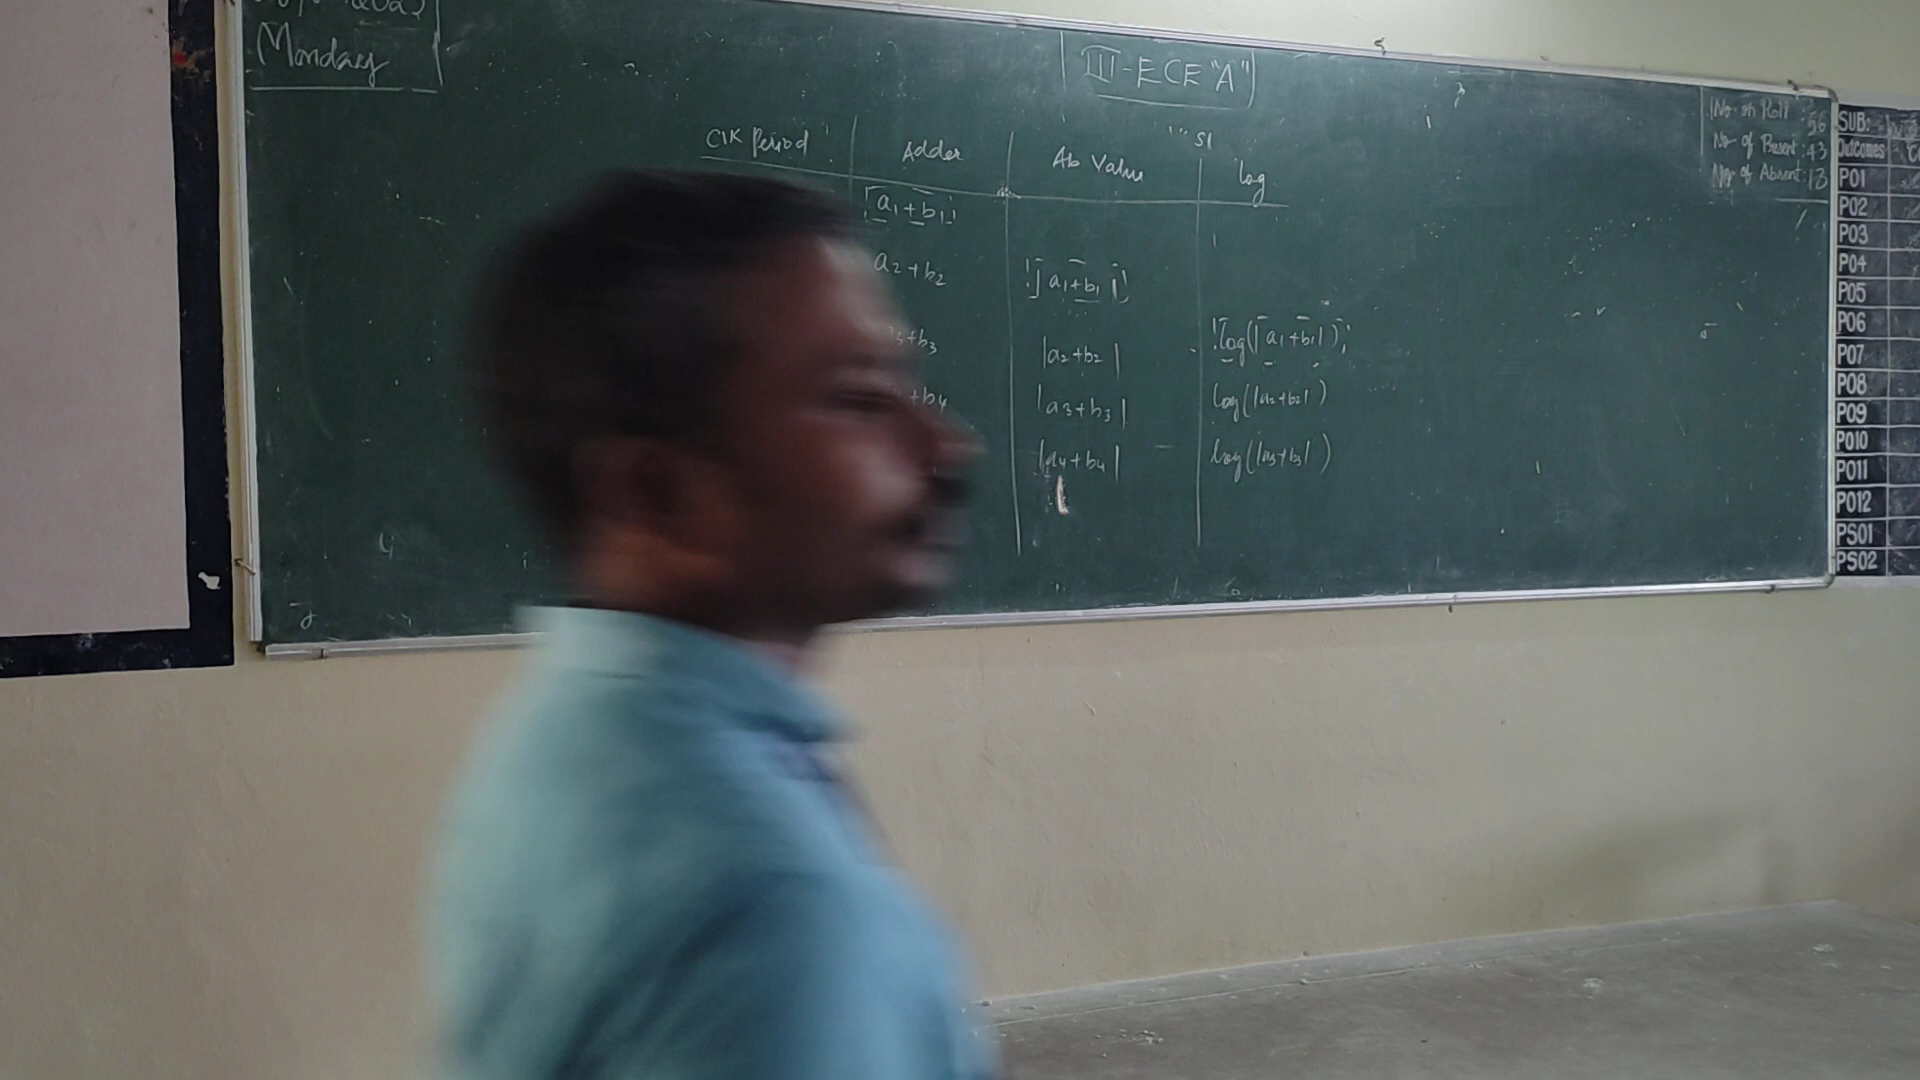 Monday
III-ECE "A"
No. on Roll : 56
No. of Present : 43
No. of Absent : 13
Clk Period Adder Ab Value log
a1+b1
a2+b2 |a1+b1|
+b3 |a2+b2| log(|a1+b1|)
+b4 |a3+b3| log(|a2+b2|)
|a4+b4| log(|a3+b3|)
SUB:
Outcomes
PO1
PO2
PO3
PO4
PO5
PO6
PO7
PO8
PO9
PO10
PO11
PO12
PSO1
PSO2